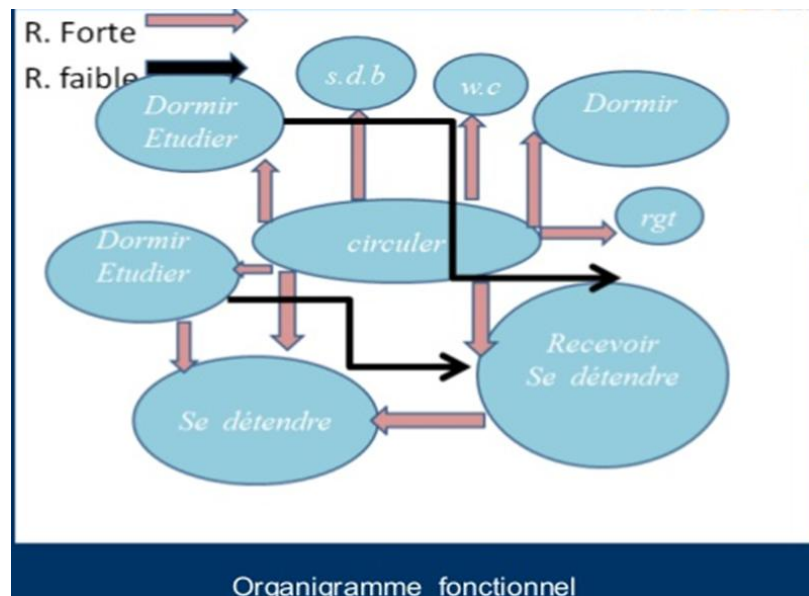 R. Forte
R. faible
Dormir
Etudier
s.d.b
w.c
Dormir
rgt
circuler
Dormir
Etudier
Recevoir
Se détendre
Se détendre
Organigramme fonctionnel